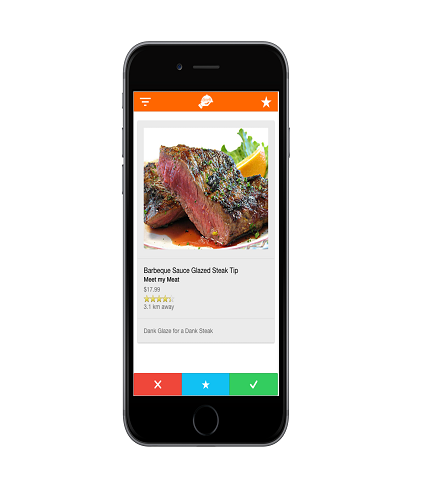 Barbeque Sauce Glazed Steak Tip
Meet my Meat
$17.99
3.1 km away
Dank Glaze for a Dank Steak